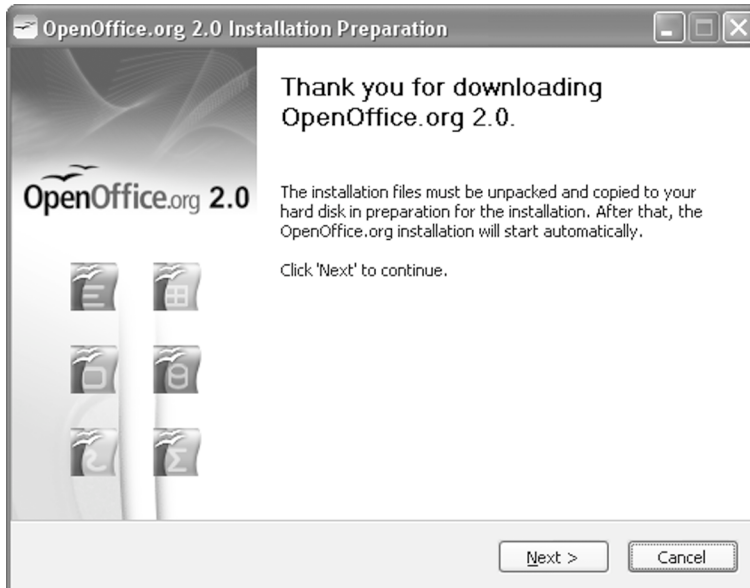 OpenOffice.org 2.0 Installation Preparation
Thank you for downloading
OpenOffice.org 2.0.
OpenOffice.org 2.0
The installation files must be unpacked and copied to your
hard disk in preparation for the installation. After that, the
OpenOffice.org installation will start automatically.
Click 'Next' to continue.
Next >
Cancel